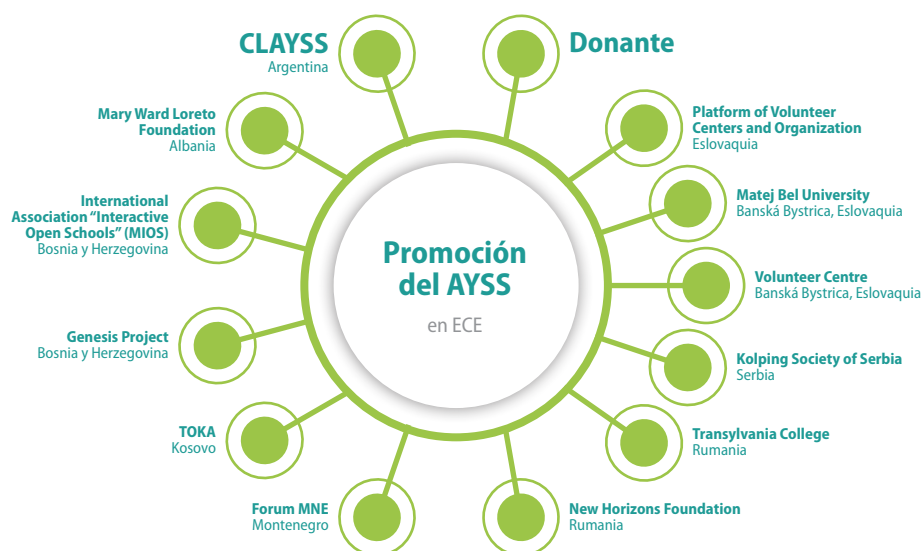 CLAYSS
Argentina
Donante
Mary Ward Loreto
Foundation
Albania
Platform of Volunteer
Centers and Organization
Eslovaquia
International
Association “Interactive
Open Schools” (MIOS)
Bosnia y Herzegovina
Matej Bel University
Banská Bystrica, Eslovaquia
Promoción
del AYSS
en ECE
Volunteer Centre
Banská Bystrica, Eslovaquia
Genesis Project
Bosnia y Herzegovina
Kolping Society of Serbia
Serbia
TOKA
Kosovo
Transylvania College
Rumania
Forum MNE
Montenegro
New Horizons Foundation
Rumania